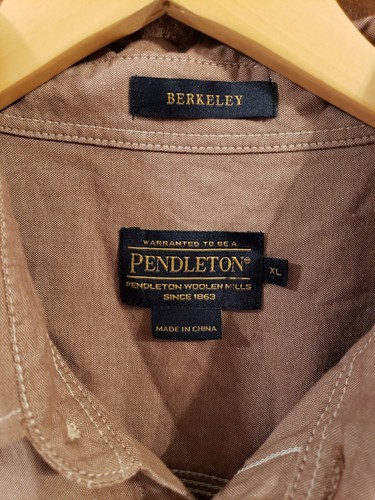 BERKELEY
WARRANTED TO BE A
PENDLETON®
XL
PENDLETON WOOLEN MILLS
SINCE 1863
MADE IN CHINA